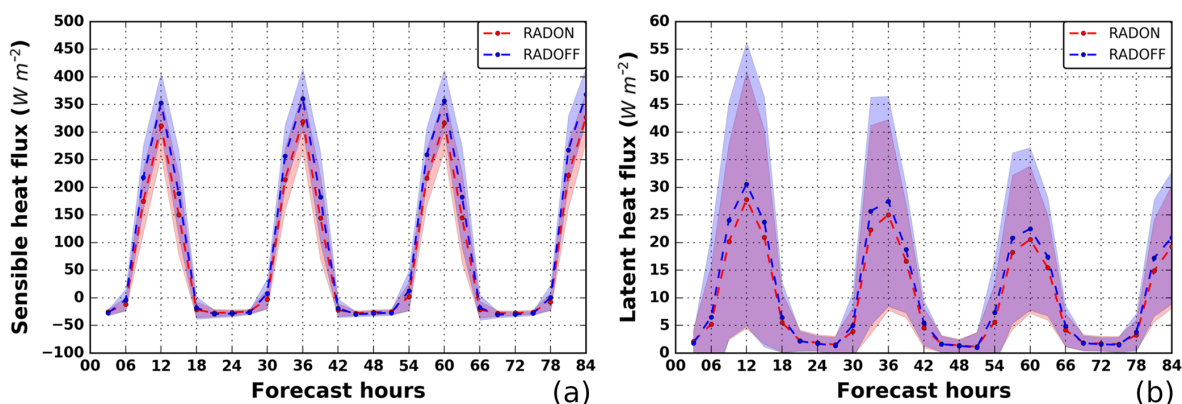 Sensible heat flux (W m⁻²)
500
450
400
350
300
250
200
150
100
50
0
−50
−100
00 06 12 18 24 30 36 42 48 54 60 66 72 78 84
Forecast hours
(a)
RADON
RADOFF
Latent heat flux (W m⁻²)
60
55
50
45
40
35
30
25
20
15
10
5
0
00 06 12 18 24 30 36 42 48 54 60 66 72 78 84
Forecast hours
(b)
RADON
RADOFF